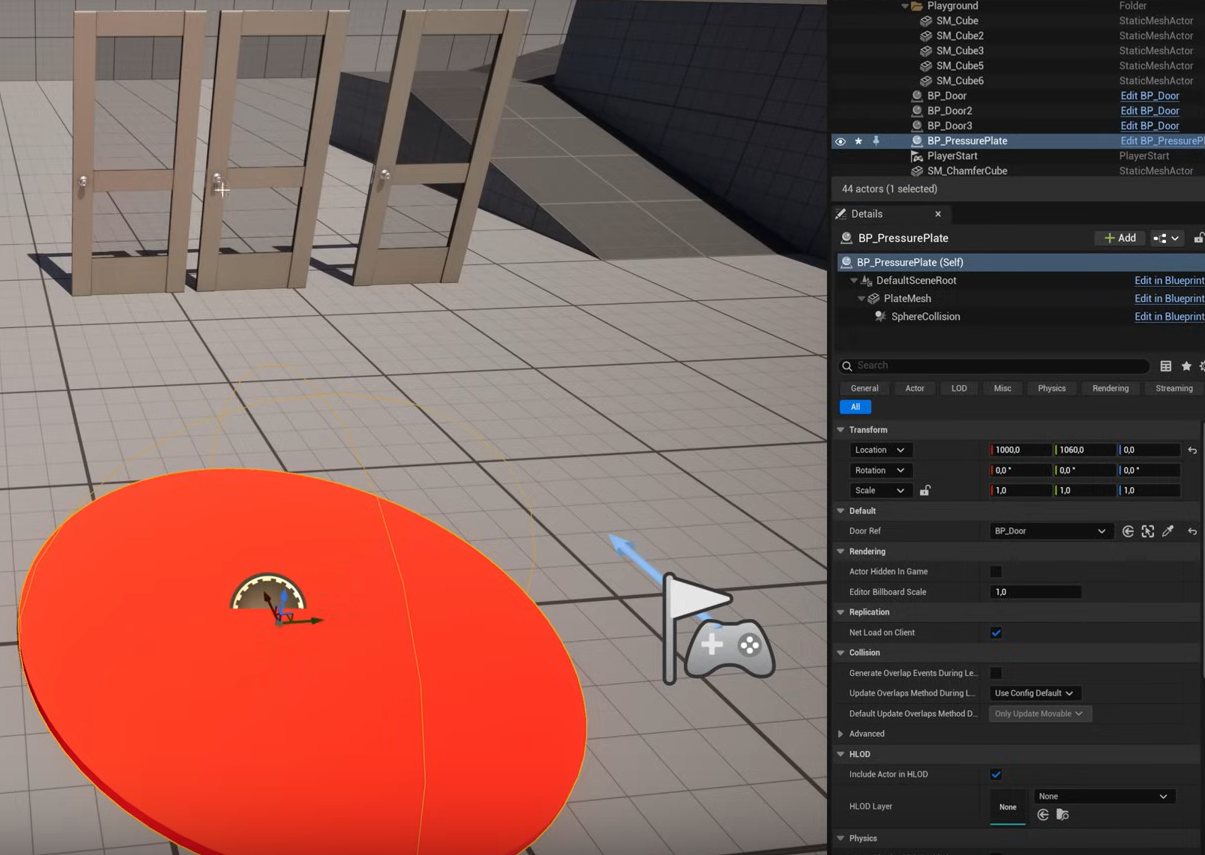 Playground Folder
SM_Cube StaticMeshActor
SM_Cube2 StaticMeshActor
SM_Cube3 StaticMeshActor
SM_Cube5 StaticMeshActor
SM_Cube6 StaticMeshActor
BP_Door Edit BP_Door
BP_Door2 Edit BP_Door
BP_Door3 Edit BP_Door
BP_PressurePlate Edit BP_PressurePl
PlayerStart PlayerStart
SM_ChamferCube StaticMeshActor
44 actors (1 selected)
Details
BP_PressurePlate Add
BP_PressurePlate (Self)
DefaultSceneRoot Edit in Blueprint
PlateMesh Edit in Blueprint
SphereCollision Edit in Blueprint
Search
General Actor LOD Misc Physics Rendering Streaming
All
Transform
Location 1000,0 1060,0 0,0
Rotation 0,0 ° 0,0 ° 0,0 °
Scale 1,0 1,0 1,0
Default
Door Ref BP_Door
Rendering
Actor Hidden In Game
Editor Billboard Scale 1,0
Replication
Net Load on Client
Collision
Generate Overlap Events During Le..
Update Overlaps Method During L... Use Config Default
Default Update Overlaps Method D... Only Update Movable
Advanced
HLOD
Include Actor in HLOD
HLOD Layer None None
Physics